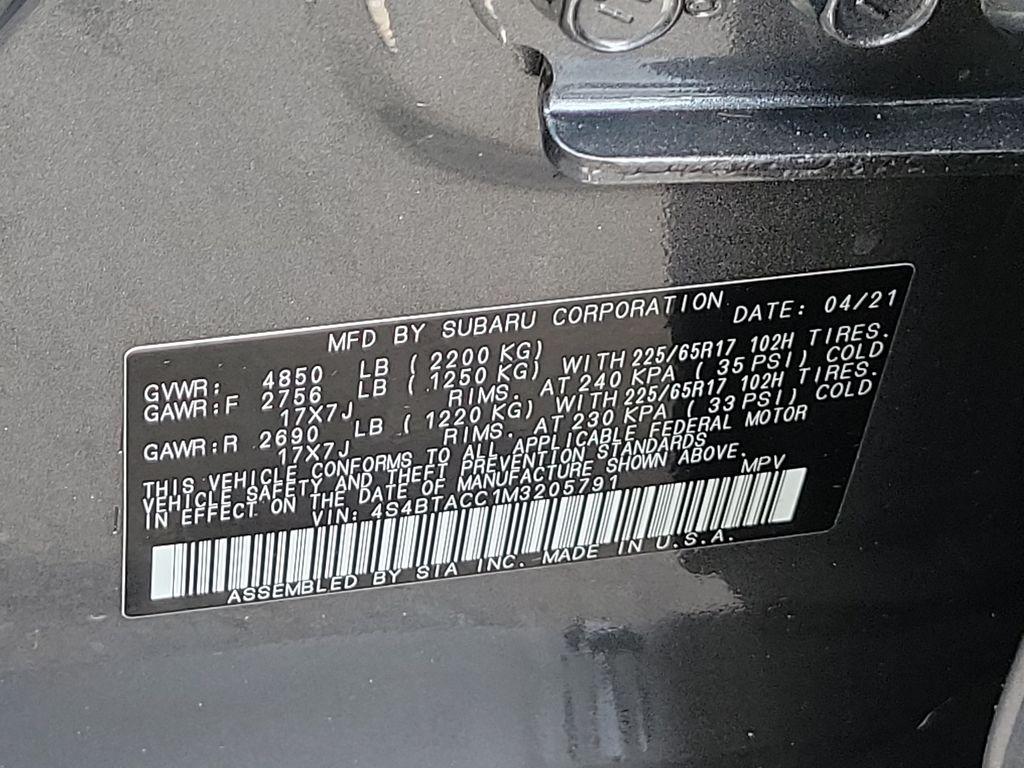 MFD BY SUBARU CORPORATION DATE: 04/21
GVWR: 4850 LB ( 2200 KG)
GAWR:F 2756 LB ( 1250 KG) WITH 225/65R17 102H TIRES.
17X7J RIMS. AT 240 KPA ( 35 PSI) COLD
GAWR:R 2690 LB ( 1220 KG) WITH 225/65R17 102H TIRES.
17X7J RIMS. AT 230 KPA ( 33 PSI) COLD
THIS VEHICLE CONFORMS TO ALL APPLICABLE FEDERAL MOTOR
VEHICLE SAFETY AND THEFT PREVENTION STANDARDS
IN EFFECT ON THE DATE OF MANUFACTURE SHOWN ABOVE.
VIN: 4S4BTACC1M3205791 MPV
ASSEMBLED BY SIA INC. MADE IN U.S.A.